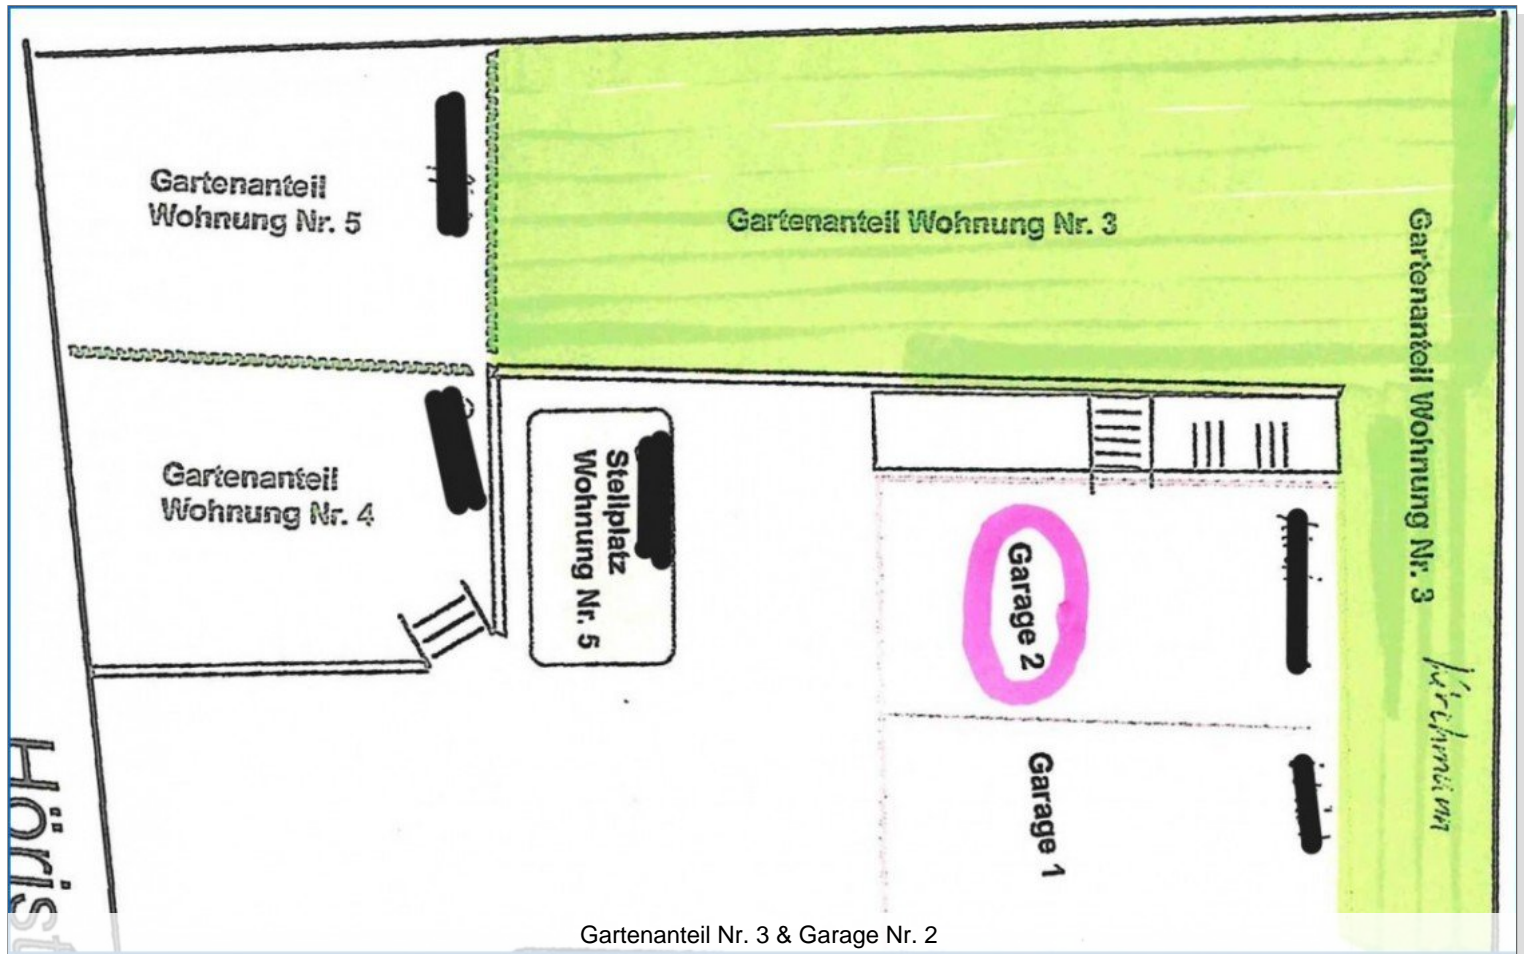 Gartenanteil
Wohnung Nr. 5
Gartenanteil Wohnung Nr. 3
Gartenanteil Wohnung Nr. 3
Gartenanteil
Wohnung Nr. 4
Stellplatz
Wohnung Nr. 5
Garage 2
Garage 1
Hörist
Gartenanteil Nr. 3 & Garage Nr. 2